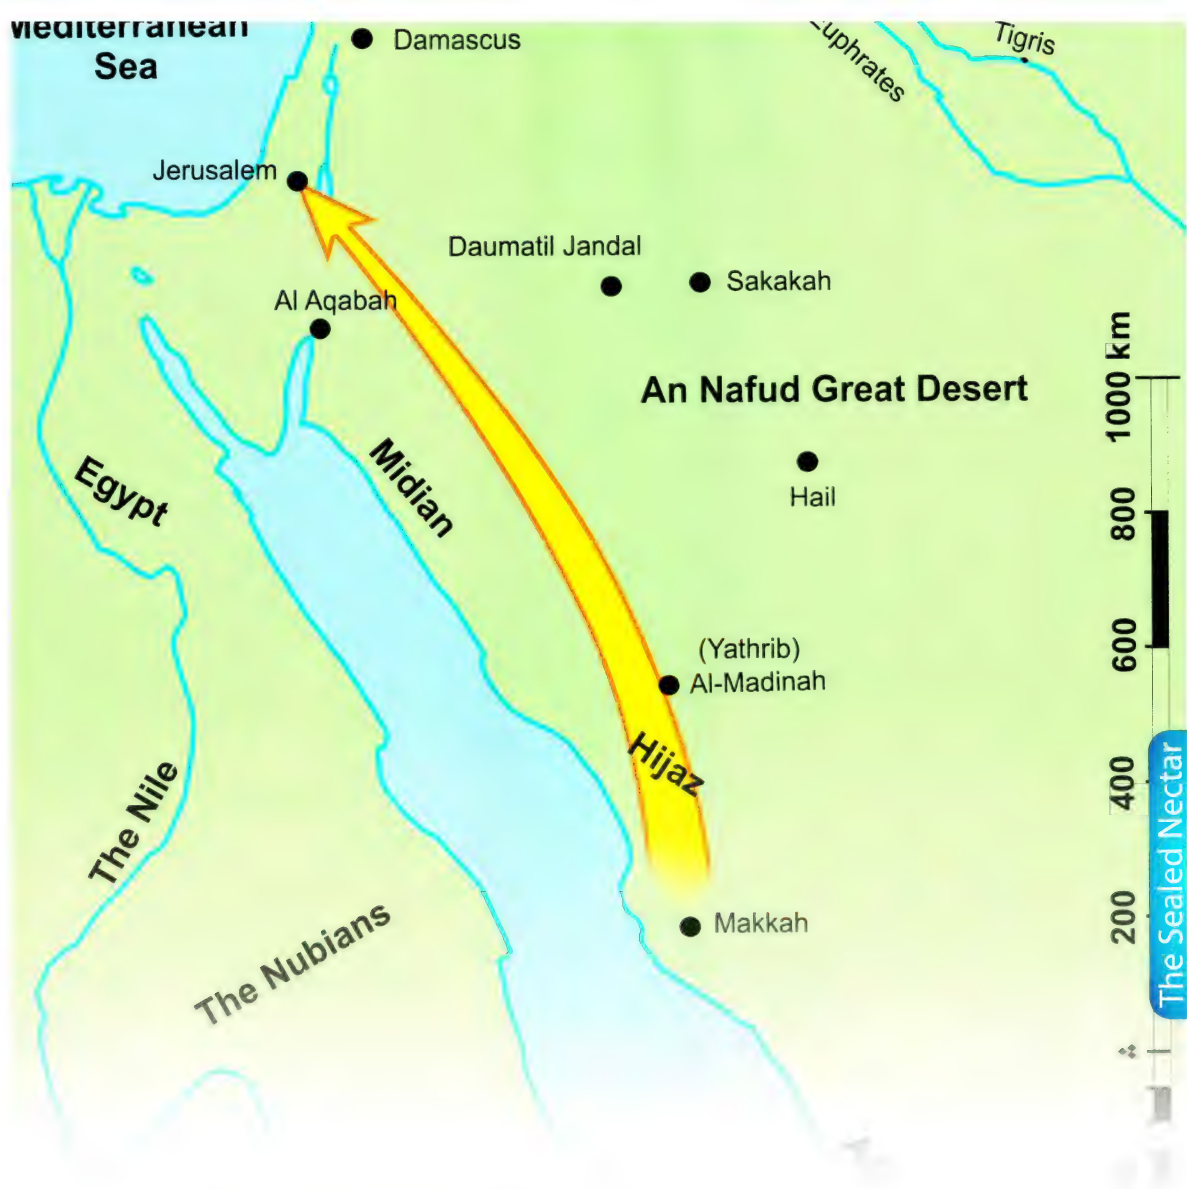 Mediterranean
Sea
Damascus
Euphrates
Tigris
Jerusalem
Daumatil Jandal
Sakakah
Al Aqabah
An Nafud Great Desert
1000 km
Midian
Hail
Egypt
800
(Yathrib)
Al-Madinah
600
Hijaz
400
The Nile
The Sealed Nectar
Makkah
200
The Nubians